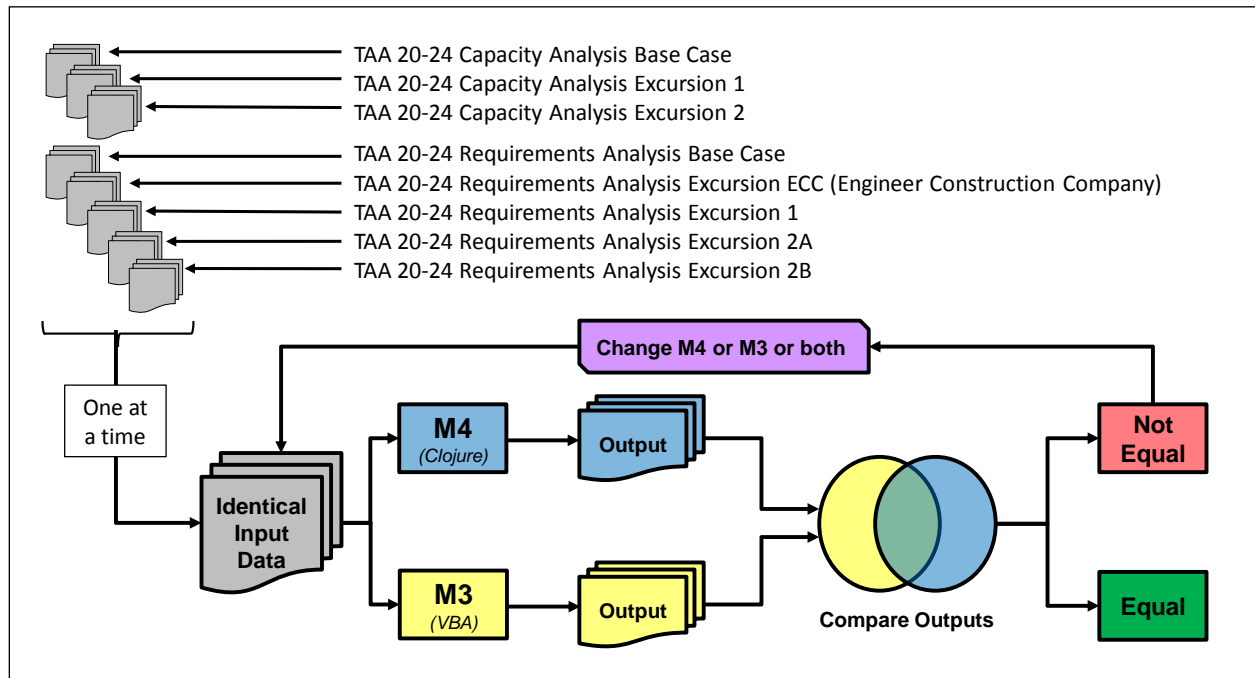 TAA 20-24 Capacity Analysis Base Case
TAA 20-24 Capacity Analysis Excursion 1
TAA 20-24 Capacity Analysis Excursion 2
TAA 20-24 Requirements Analysis Base Case
TAA 20-24 Requirements Analysis Excursion ECC (Engineer Construction Company)
TAA 20-24 Requirements Analysis Excursion 1
TAA 20-24 Requirements Analysis Excursion 2A
TAA 20-24 Requirements Analysis Excursion 2B
One at
a time
Change M4 or M3 or both
Identical
Input
Data
M4
(Clojure)
Output
M3
(VBA)
Output
Compare Outputs
Not
Equal
Equal